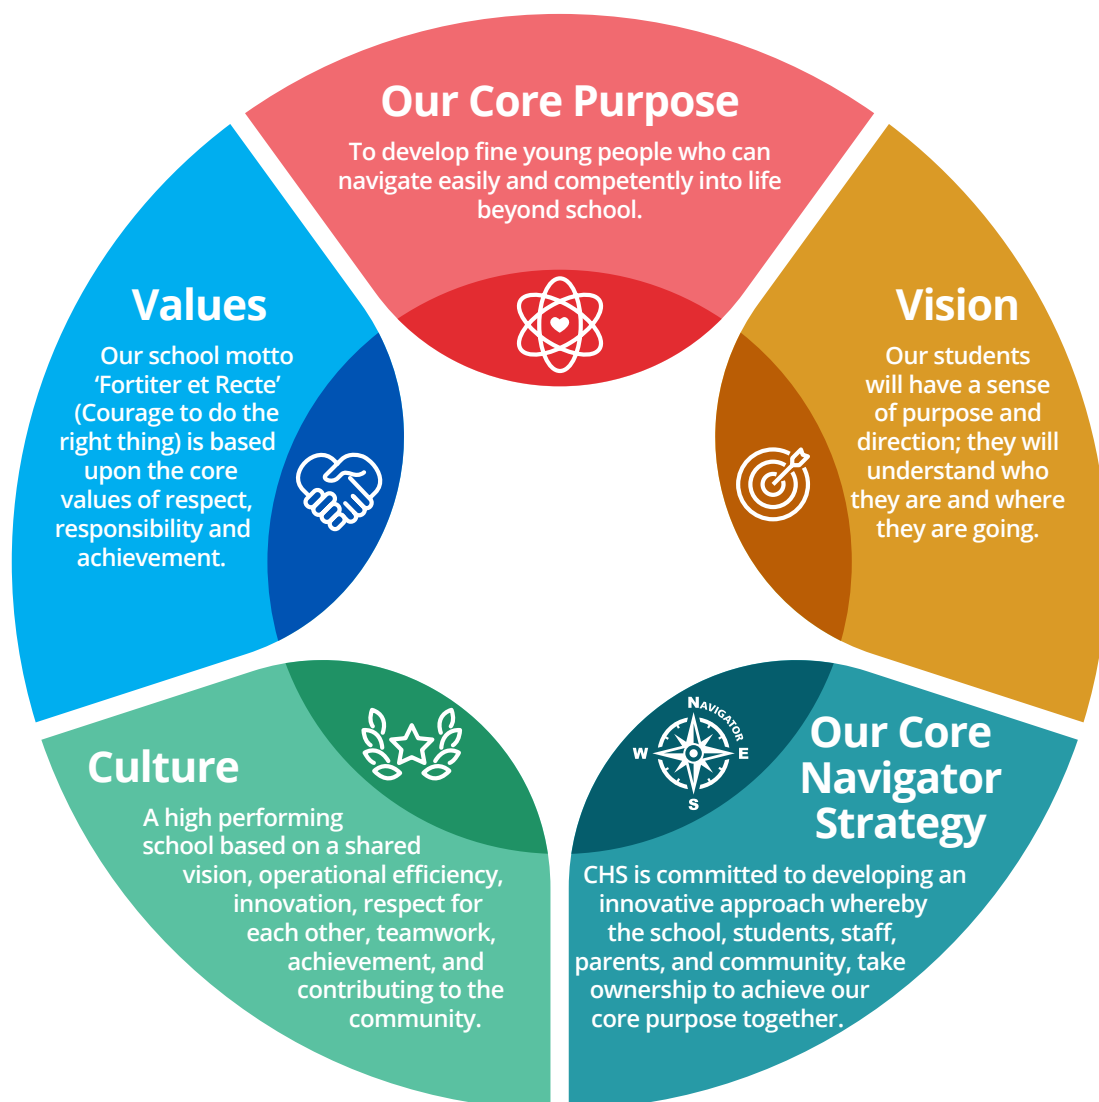 Our Core Purpose
To develop fine young people who can
navigate easily and competently into life
beyond school.
Values
Our school motto
‘Fortiter et Recte’
(Courage to do the
right thing) is based
upon the core
values of respect,
responsibility and
achievement.
Vision
Our students
will have a sense
of purpose and
direction; they will
understand who
they are and where
they are going.
Culture
A high performing
school based on a shared
vision, operational efficiency,
innovation, respect for
each other, teamwork,
achievement, and
contributing to the
community.
N
NAVIGATOR
W
E
S
Our Core
Navigator
Strategy
CHS is committed to developing an
innovative approach whereby
the school, students, staff,
parents, and community, take
ownership to achieve our
core purpose together.